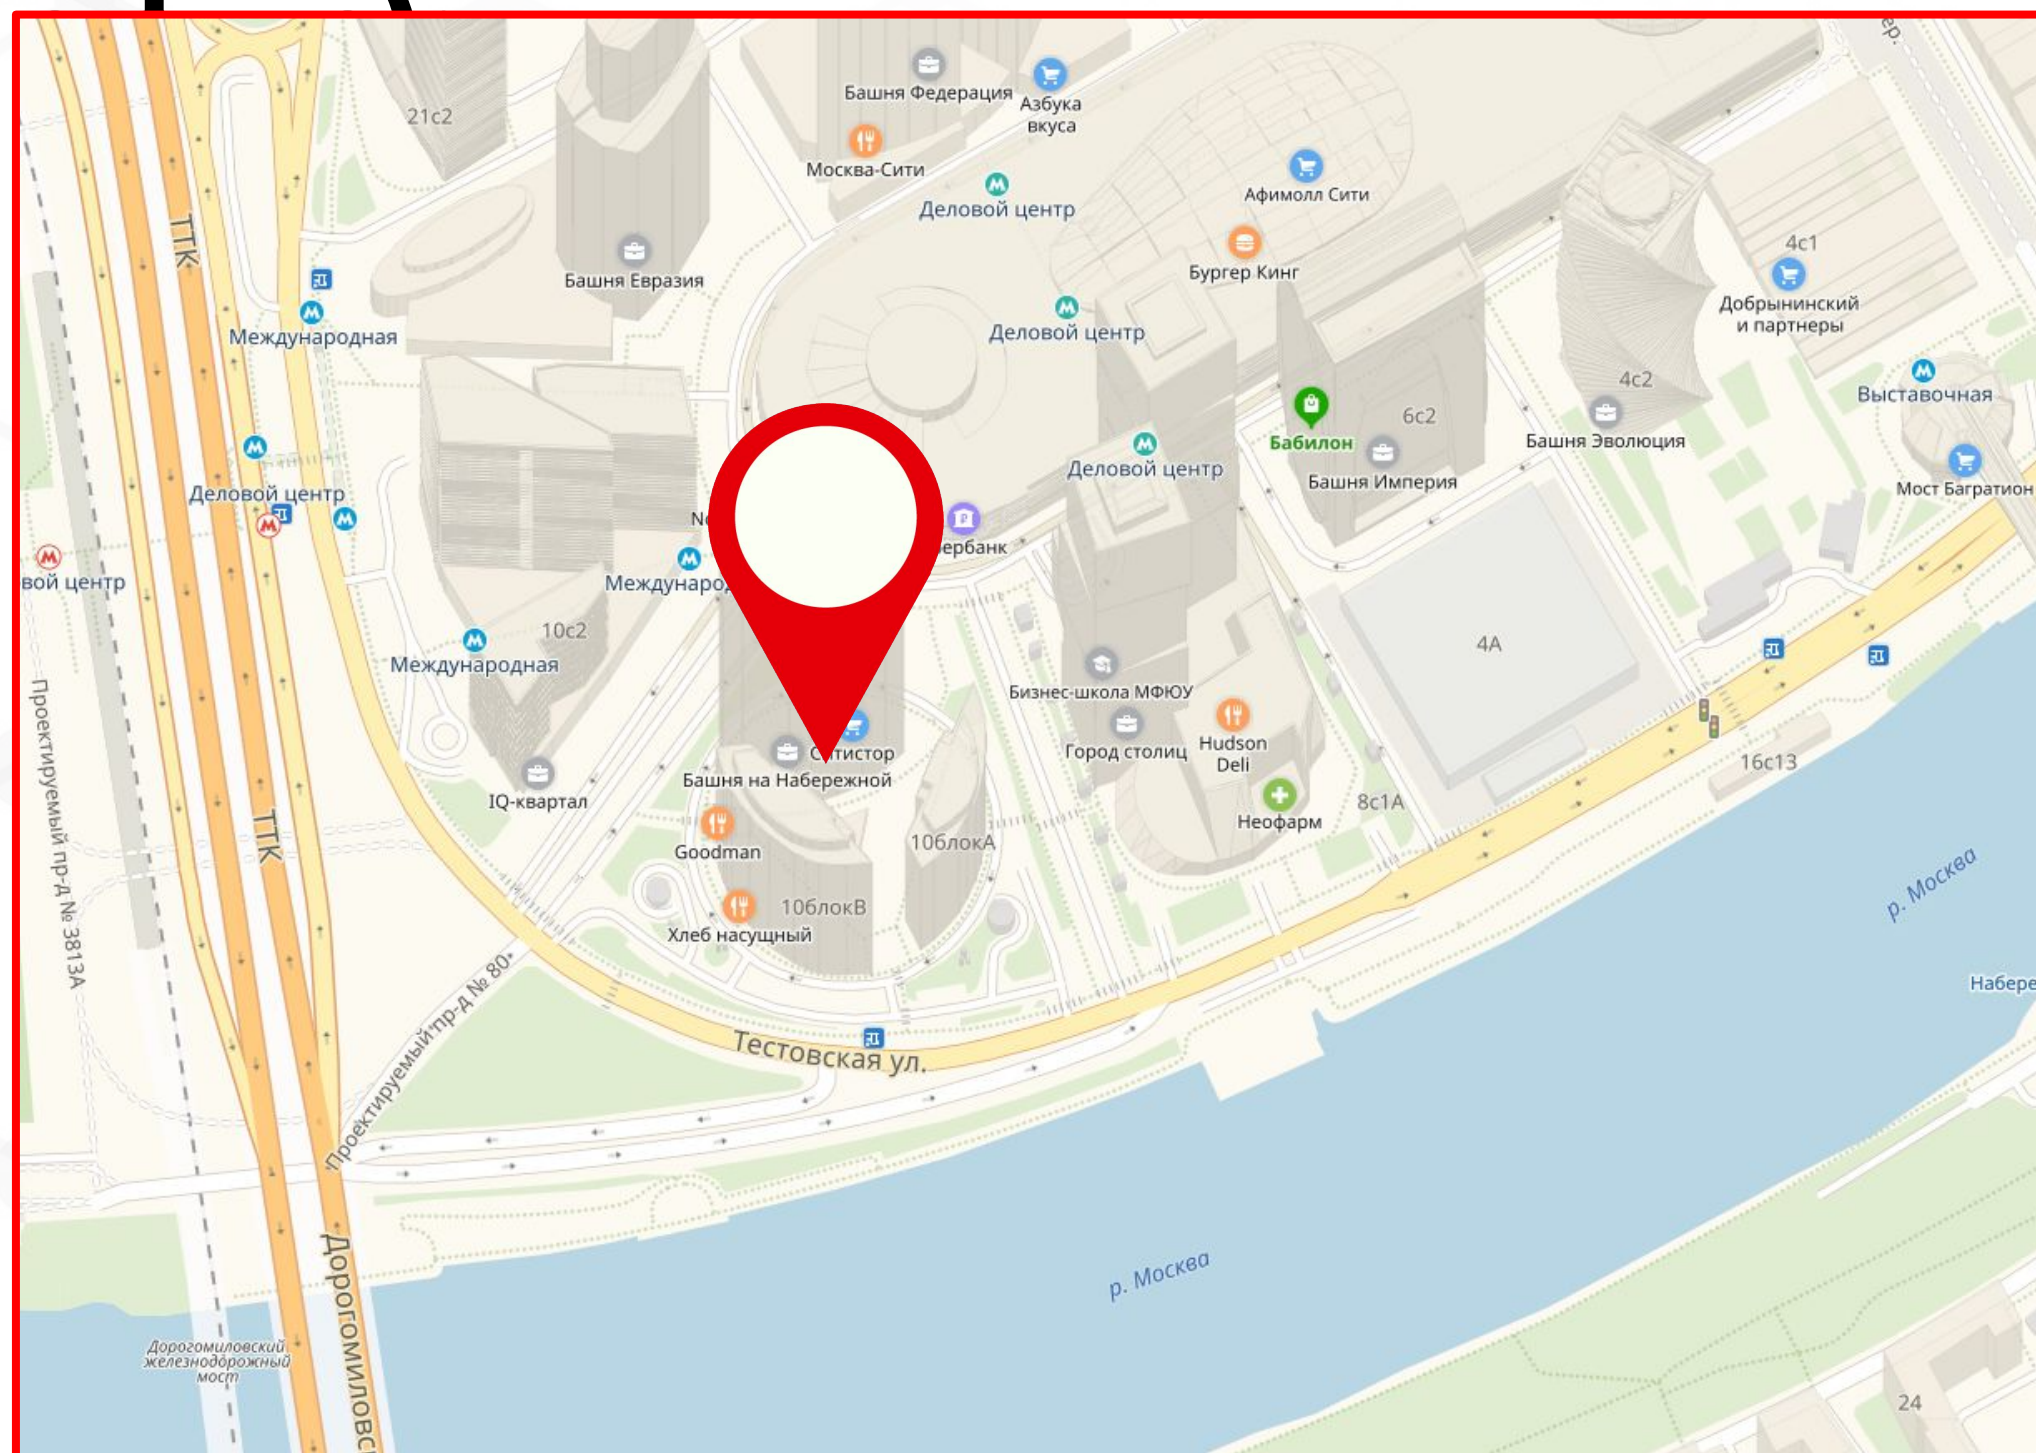 21с2
Башня Федерация
Азбука
вкуса
Москва-Сити
Деловой центр
Афимолл Сити
Бургер Кинг
ТТК
Башня Евразия
4с1
Добрынинский
и партнеры
Международная
Деловой центр
4с2
Выставочная
6с2
Бабилон
Башня Эволюция
Деловой центр
Башня Империя
Мост Багратион
Деловой центр
вой центр
ербанк
Международ
10с2
Международная
4А
Бизнес-школа МФЮУ
Город столиц
Hudson
Deli
16с13
Башня на Набережной
IQ-квартал
8с1А
Неофарм
ТТК
Goodman
10блокА
10блокВ
Хлеб насущный
Проектируемый пр-д № 3813А
р. Москва
Проектируемый пр-д № 80
Набере
Тестовская ул.
р. Москва
Дорогомиловс
Дорогомиловский
железнодорожный
мост
24